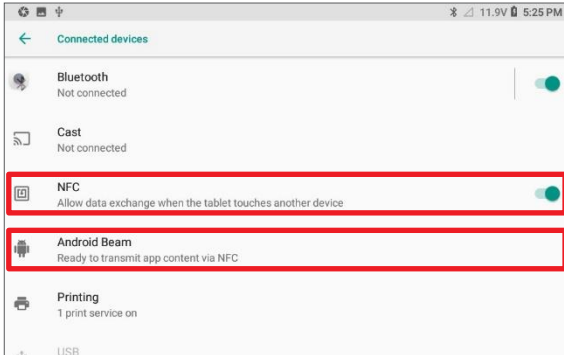 11.9V 5:25 PM
Connected devices
Bluetooth
Not connected
Cast
Not connected
NFC
Allow data exchange when the tablet touches another device
Android Beam
Ready to transmit app content via NFC
Printing
1 print service on
USB